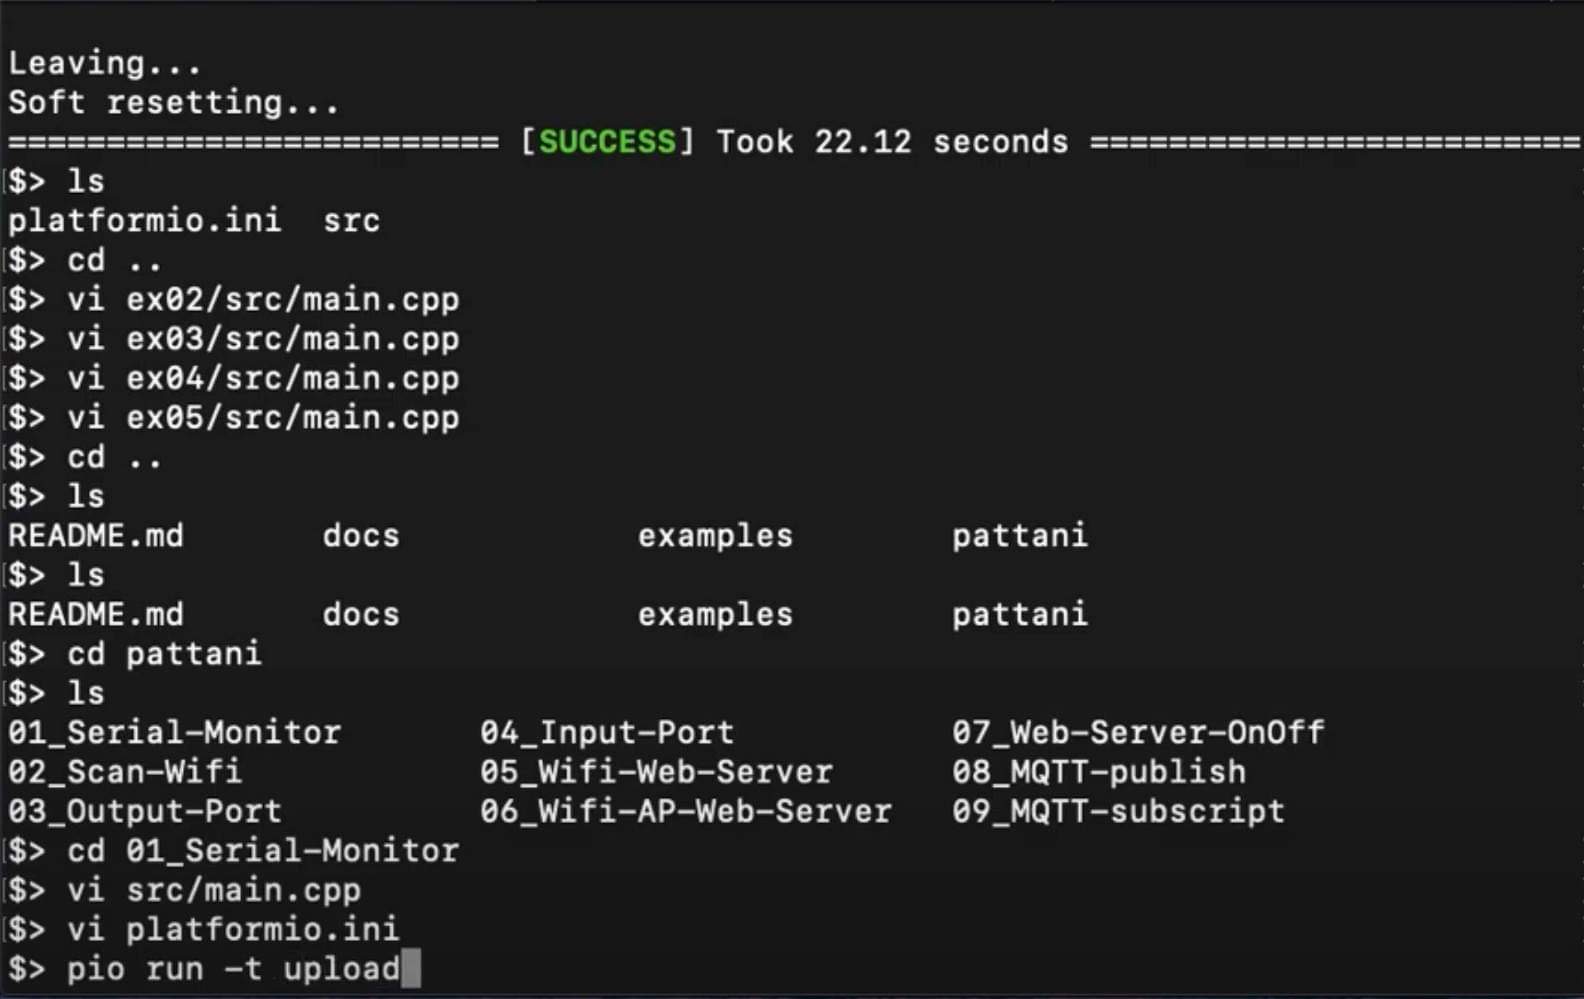 Leaving...
Soft resetting...
========================= [SUCCESS] Took 22.12 seconds =========================
$> ls
platformio.ini  src
$> cd ..
$> vi ex02/src/main.cpp
$> vi ex03/src/main.cpp
$> vi ex04/src/main.cpp
$> vi ex05/src/main.cpp
$> cd ..
$> ls
README.md       docs            examples        pattani
$> ls
README.md       docs            examples        pattani
$> cd pattani
$> ls
01_Serial-Monitor       04_Input-Port           07_Web-Server-OnOff
02_Scan-Wifi            05_Wifi-Web-Server      08_MQTT-publish
03_Output-Port          06_Wifi-AP-Web-Server   09_MQTT-subscript
$> cd 01_Serial-Monitor
$> vi src/main.cpp
$> vi platformio.ini
$> pio run -t upload